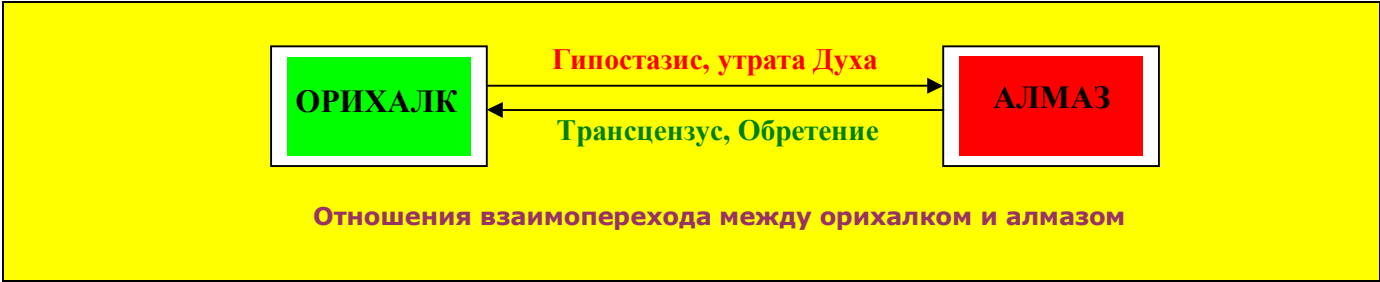 Гипостазис, утрата Духа
ОРИХАЛК
АЛМАЗ
Трансцензус, Обретение
Отношения взаимоперехода между орихалком и алмазом